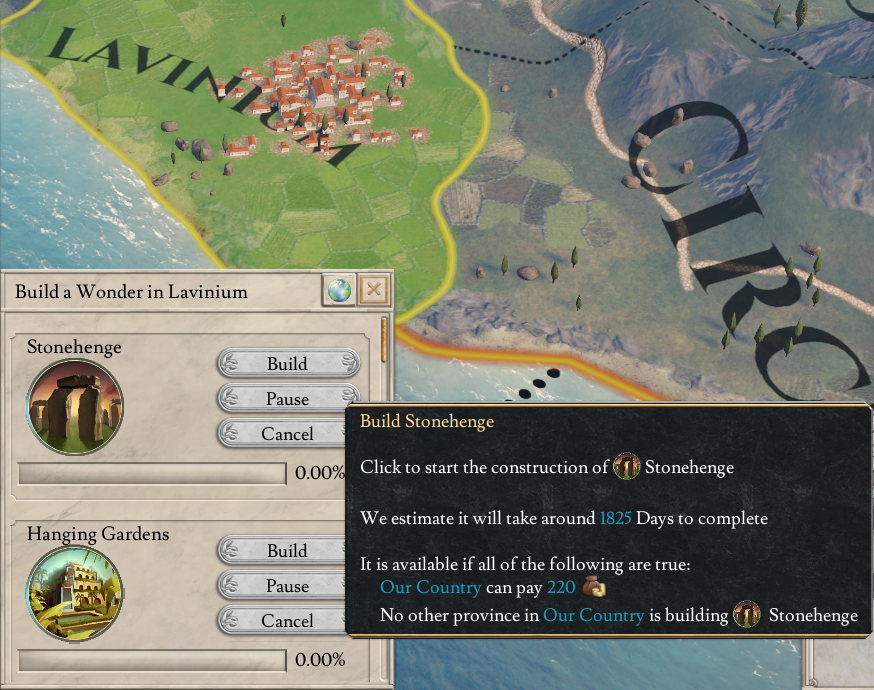 LAVINIUM
CIRC
Build a Wonder in Lavinium
Stonehenge
Build
Pause
Cancel
0.00%
Build Stonehenge
Click to start the construction of Stonehenge
We estimate it will take around 1825 Days to complete
It is available if all of the following are true:
Our Country can pay 220
No other province in Our Country is building Stonehenge
Hanging Gardens
Build
Pause
Cancel
0.00%